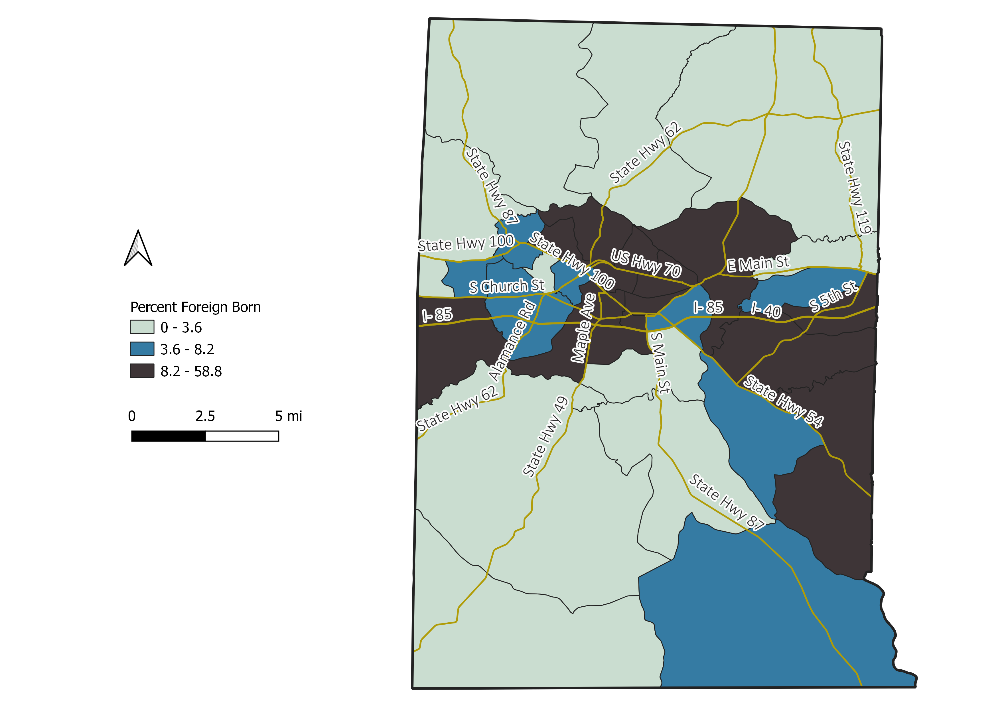 State Hwy 62
State Hwy 119
State Hwy 87
State Hwy 100
State Hwy 100
US Hwy 70
E Main St
S Church St
S 5th St
I- 85
I- 85
I- 40
Alamance Rd
Maple Ave
S Main St
State Hwy 62
State Hwy 49
State Hwy 54
State Hwy 87
Percent Foreign Born
0 - 3.6
3.6 - 8.2
8.2 - 58.8
0 2.5 5 mi